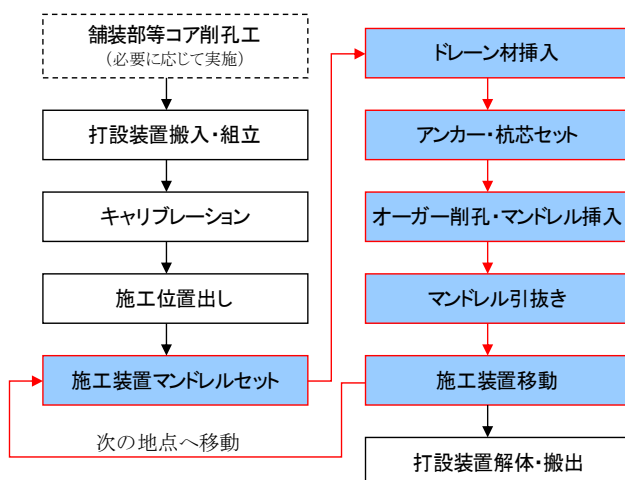 舗装部等コア削孔工
（必要に応じて実施）
打設装置搬入・組立
キャリブレーション
施工位置出し
施工装置マンドレルセット
ドレーン材挿入
アンカー・杭芯セット
オーガー削孔・マンドレル挿入
マンドレル引抜き
施工装置移動
次の地点へ移動
打設装置解体・搬出